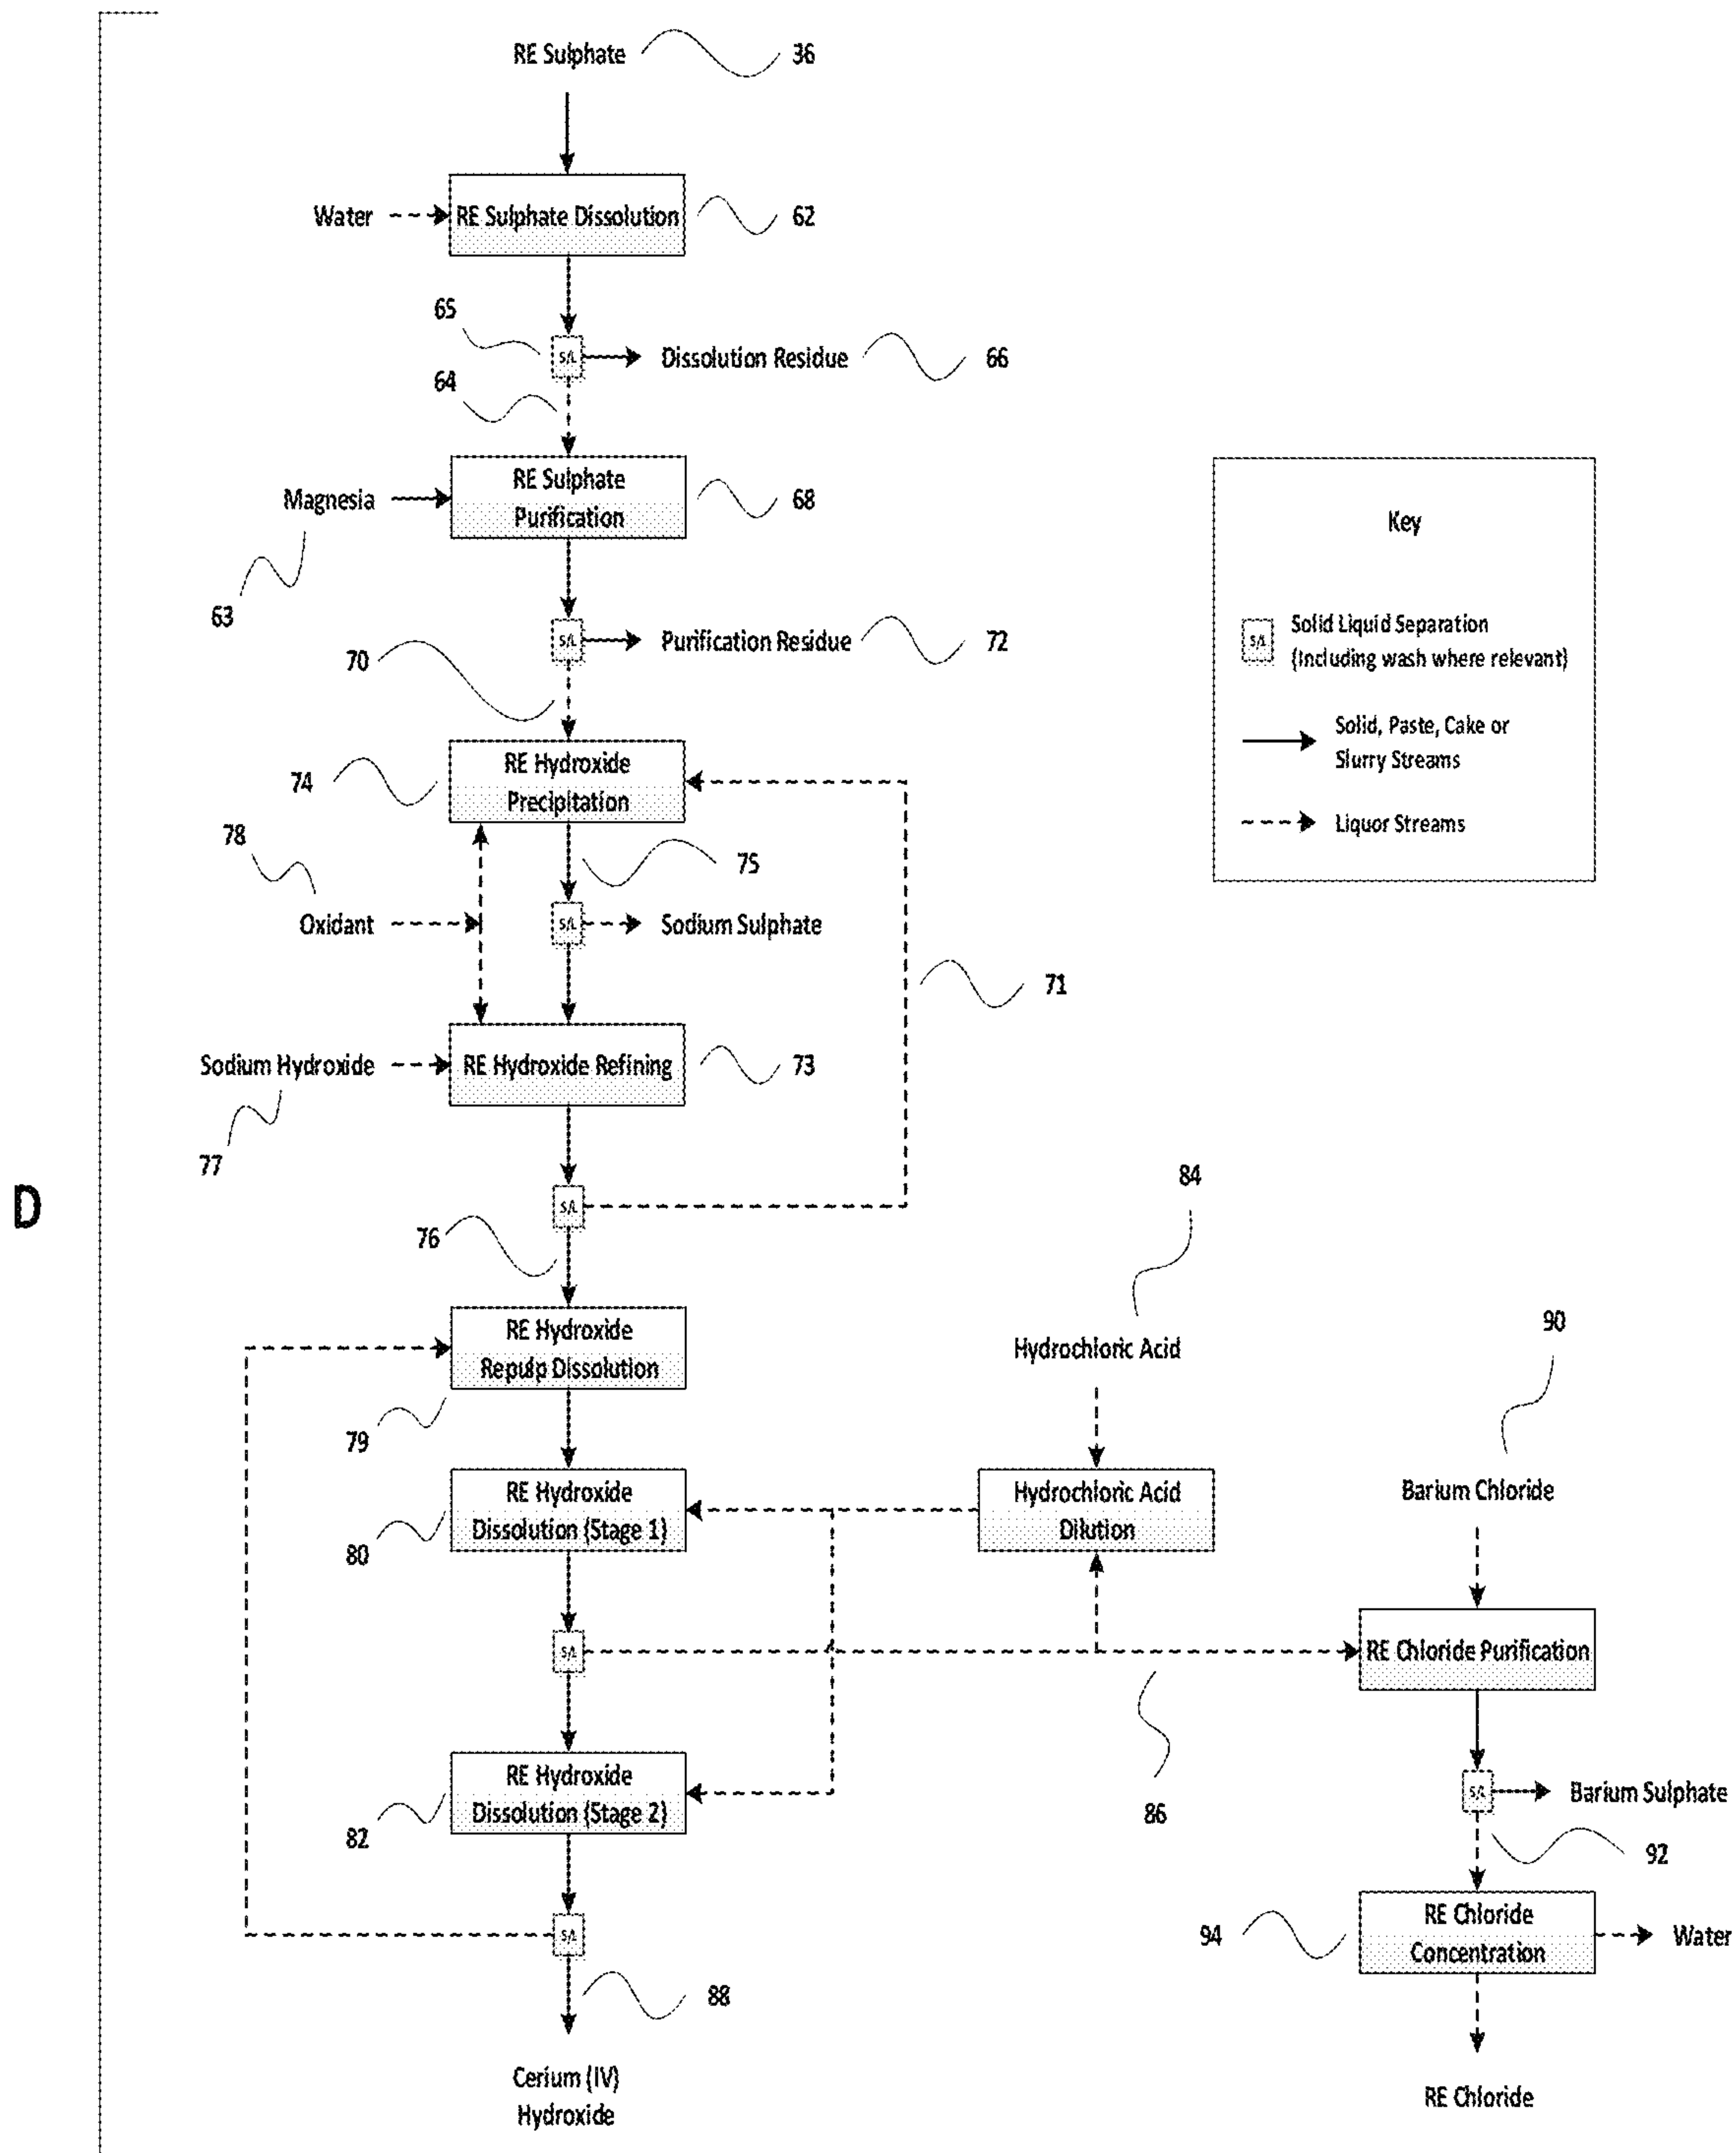 RE Sulphate
36
Water
RE Sulphate Dissolution
62
65
S/L
Dissolution Residue
66
64
Magnesia
RE Sulphate
Purification
68
63
S/L
Purification Residue
72
70
RE Hydroxide
Precipitation
74
78
75
Oxidant
S/L
Sodium Sulphate
71
Sodium Hydroxide
RE Hydroxide Refining
73
77
S/L
76
D
RE Hydroxide
Repulp Dissolution
79
84
Hydrochloric Acid
90
Barium Chloride
RE Hydroxide
Dissolution (Stage 1)
80
Hydrochloric Acid
Dilution
S/L
RE Chloride Purification
86
RE Hydroxide
Dissolution (Stage 2)
82
S/L
Barium Sulphate
92
S/L
88
94
RE Chloride
Concentration
Water
Cerium (IV)
Hydroxide
RE Chloride
Key
S/L
Solid Liquid Separation
(Including wash where relevant)
Solid, Paste, Cake or
Slurry Streams
Liquor Streams